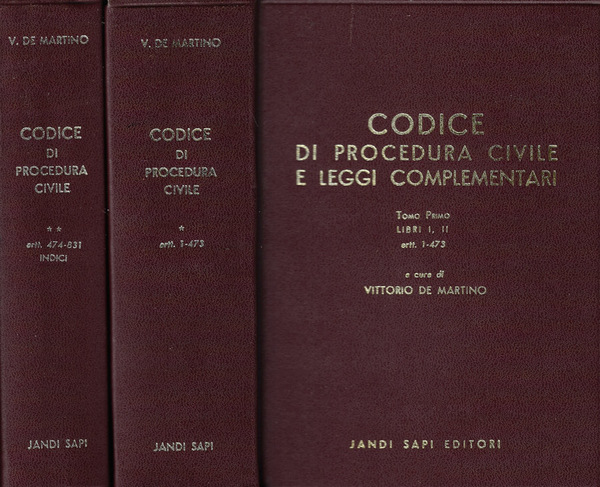 V. DE MARTINO
CODICE
DI
PROCEDURA
CIVILE
* *
artt. 474-831
INDICI
JANDI SAPI
V. DE MARTINO
CODICE
DI
PROCEDURA
CIVILE
*
artt. 1-473
JANDI SAPI
CODICE
DI PROCEDURA CIVILE
E LEGGI COMPLEMENTARI
TOMO PRIMO
LIBRI I, II
artt. 1-473
a cura di
VITTORIO DE MARTINO
JANDI SAPI EDITORI